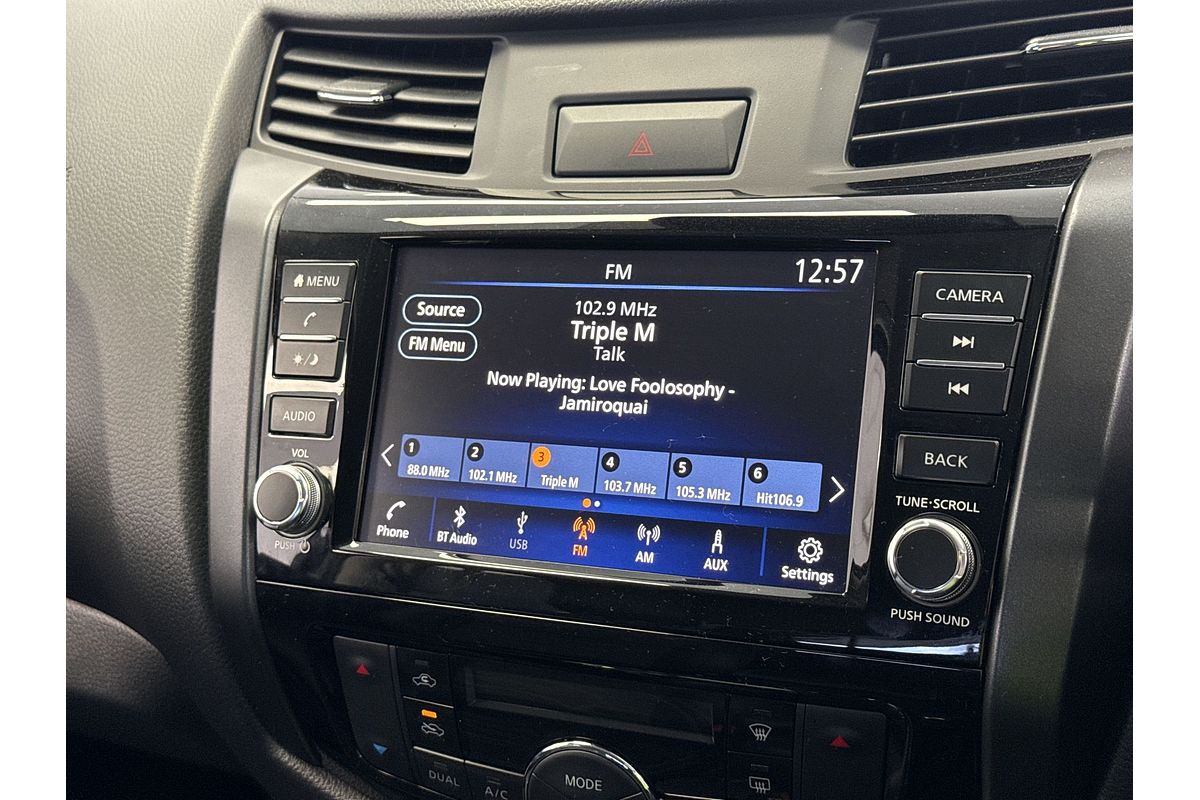 FM
12:57
MENU
Source
102.9 MHz
FM Menu
Triple M
Talk
Now Playing: Love Foolosophy -
Jamiroquai
AUDIO
VOL
PUSH
1
88.0 MHz
2
102.1 MHz
3
Triple M
4
103.7 MHz
5
105.3 MHz
6
Hit106.9
Phone
BT Audio
USB
FM
AM
AUX
Settings
CAMERA
BACK
TUNE·SCROLL
PUSH SOUND
DUAL
A/C
MODE